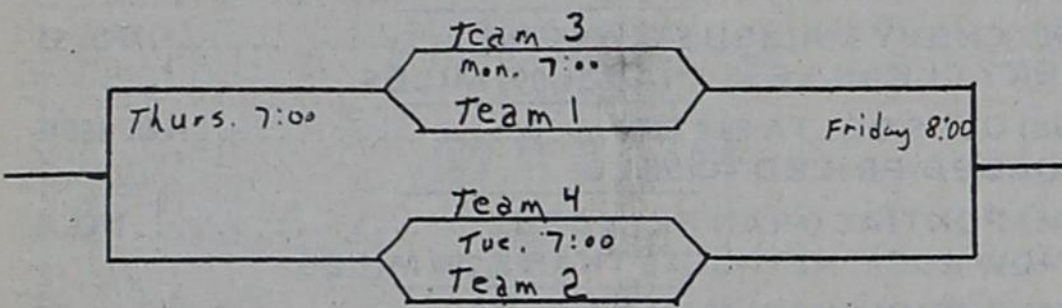 Team 3
Mon. 7:00
Team 1
Thurs. 7:00
Friday 8:00
Team 4
Tue. 7:00
Team 2